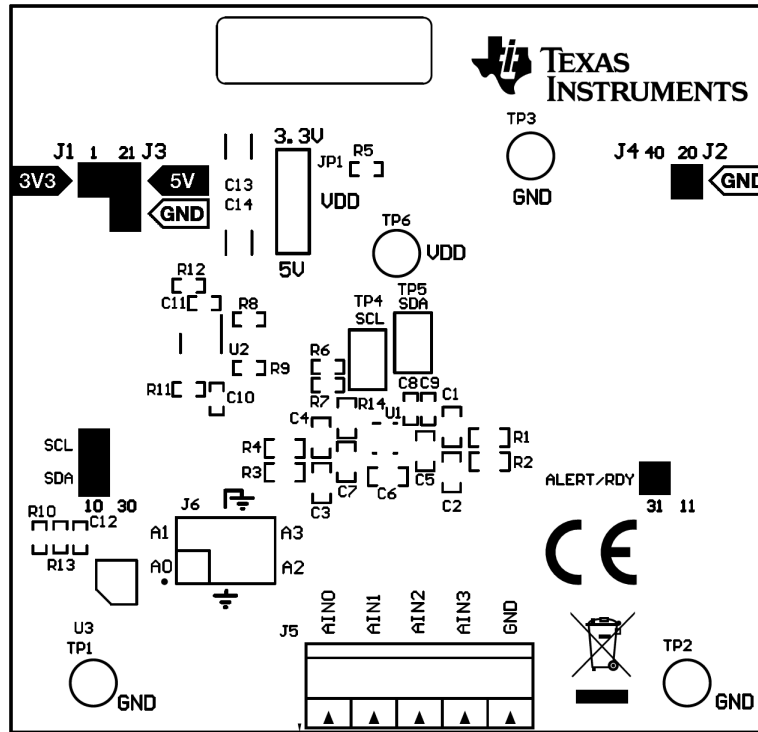 TEXAS
INSTRUMENTS
TP3
GND
J1 1 21 J3
3V3
5V
GND
C13
C14
3.3V
JP1
VDD
5V
R5
J4 40 20 J2
GND
TP6
VDD
R12
C11
R8
U2
R9
R11
C10
TP4
SCL
TP5
SDA
R6
R7
R14
U1
C8
C9
C1
C4
R4
R3
C3
C7
C6
C5
C2
R1
R2
SCL
SDA
10 30
R10
C12
R13
J6
A1
A3
A0
A2
ALERT/RDY
31 11
CE
U3
TP1
GND
J5
AIN0
AIN1
AIN2
AIN3
GND
TP2
GND